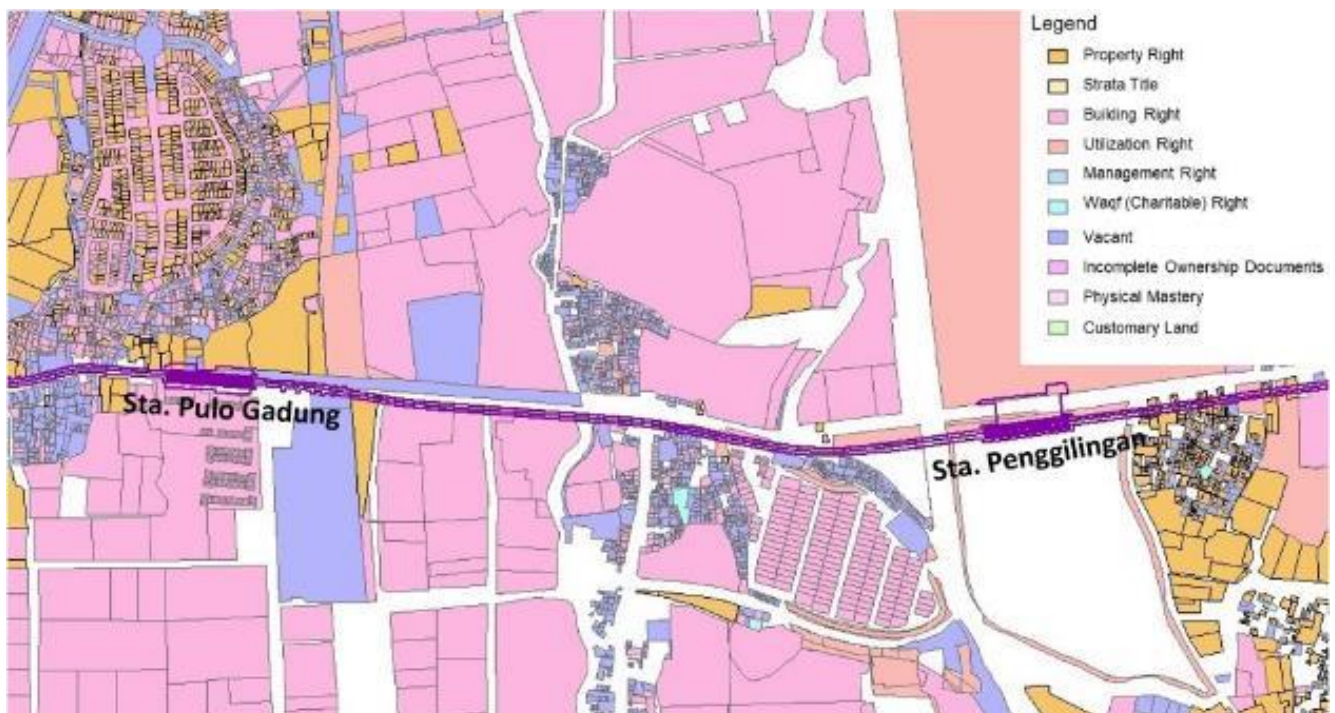 Legend
Property Right
Strata Title
Building Right
Utilization Right
Management Right
Waqf (Charitable) Right
Vacant
Incomplete Ownership Documents
Physical Mastery
Customary Land
Sta. Pulo Gadung
Sta. Penggilingan